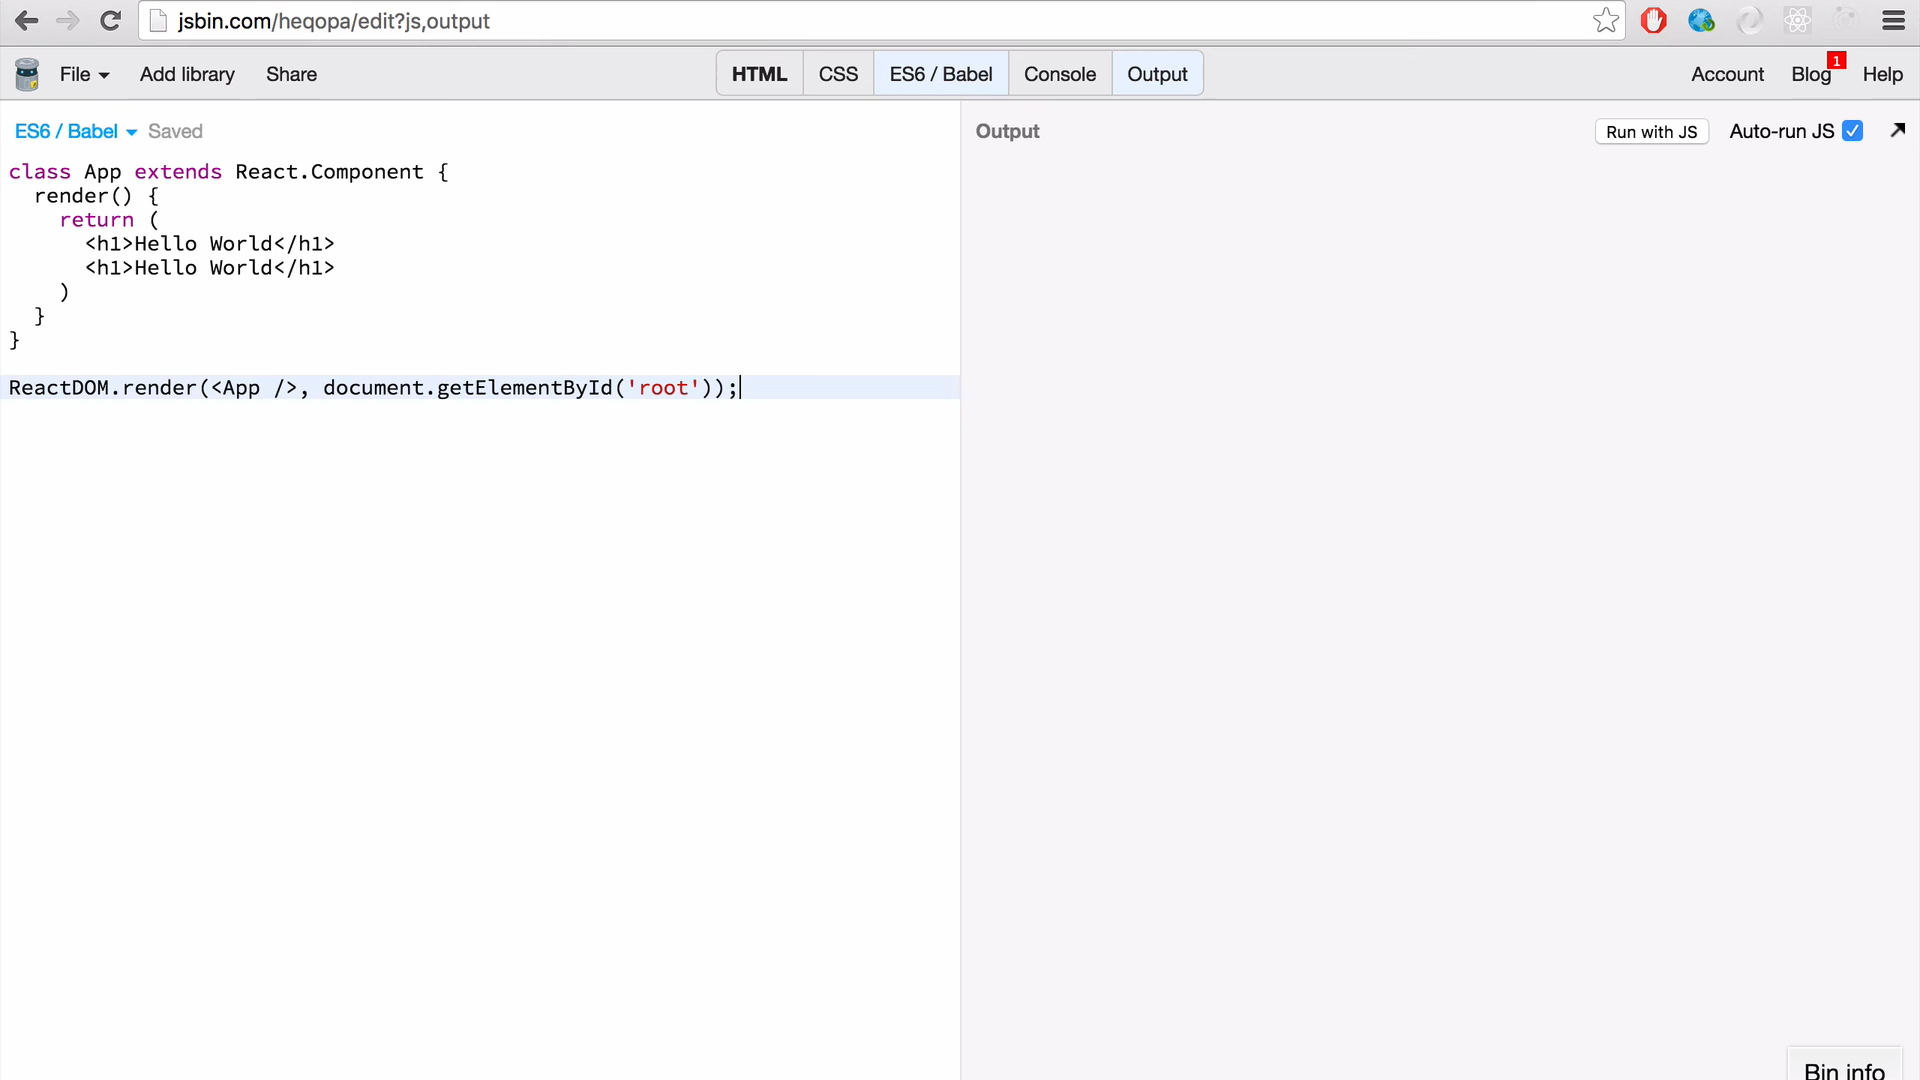 jsbin.com/heqopa/edit?js,output
File Add library Share HTML CSS ES6 / Babel Console Output Account Blog 1 Help
ES6 / Babel Saved
Output Run with JS Auto-run JS
class App extends React.Component {
  render() {
    return (
      <h1>Hello World</h1>
      <h1>Hello World</h1>
    )
  }
}
ReactDOM.render(<App />, document.getElementById('root'));
Bin info